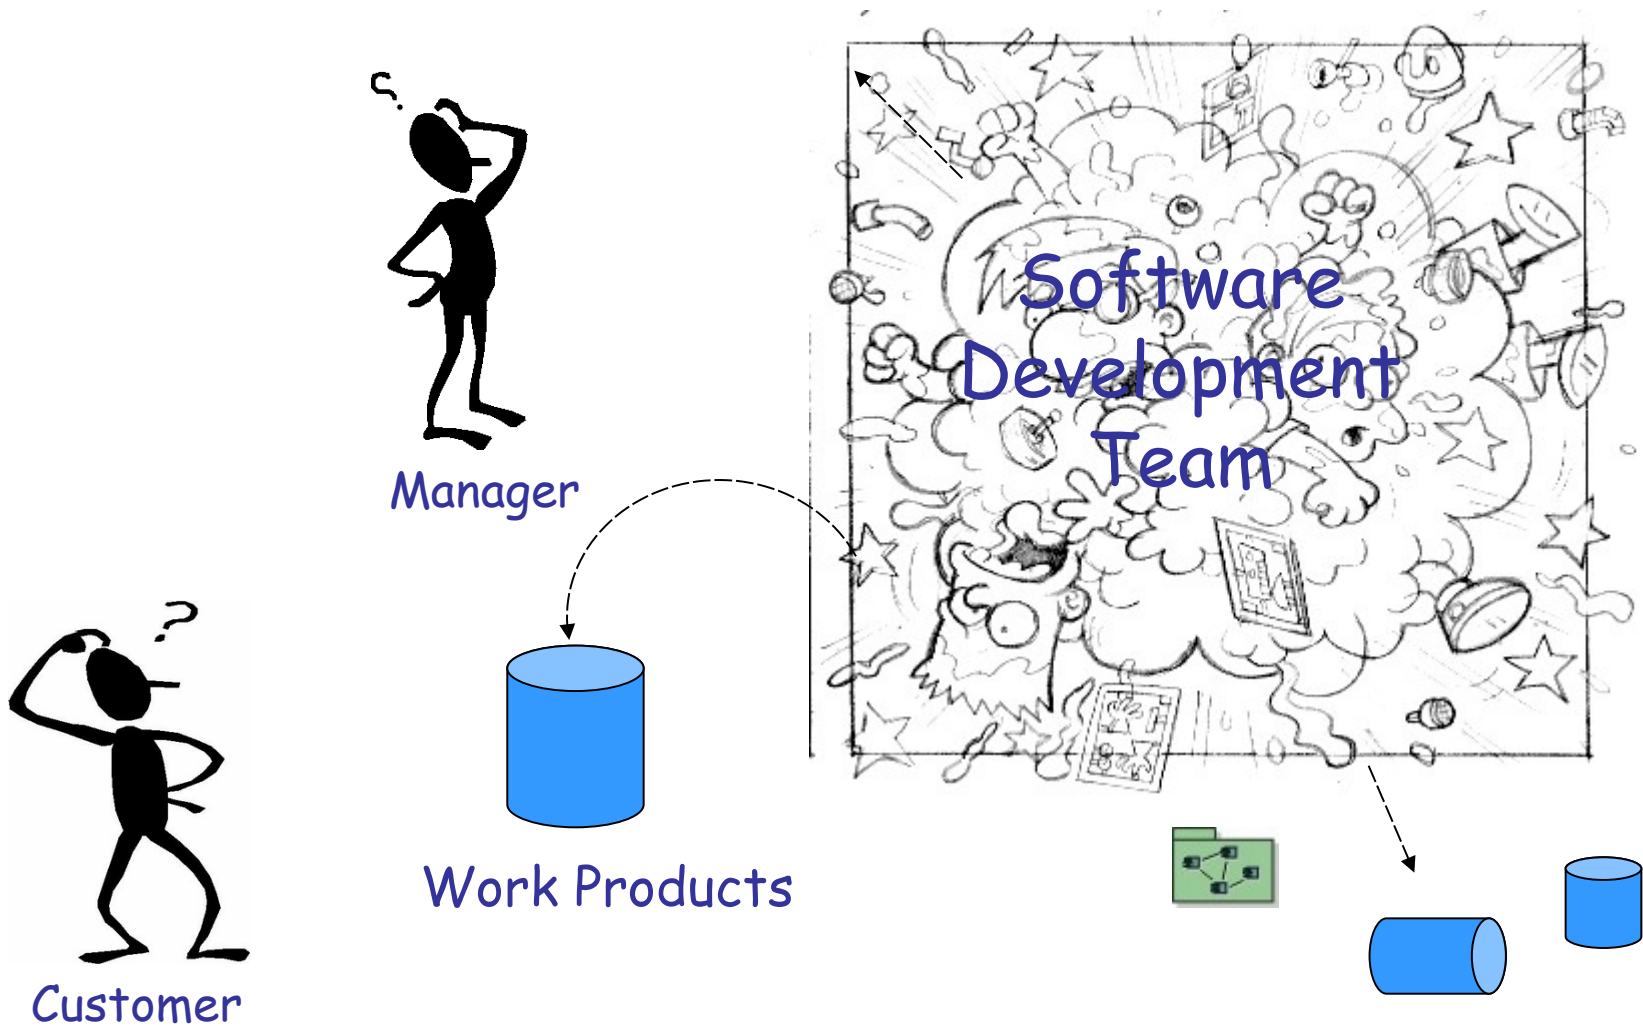 ?
Software
Development
Team
Manager
?
Work Products
Customer